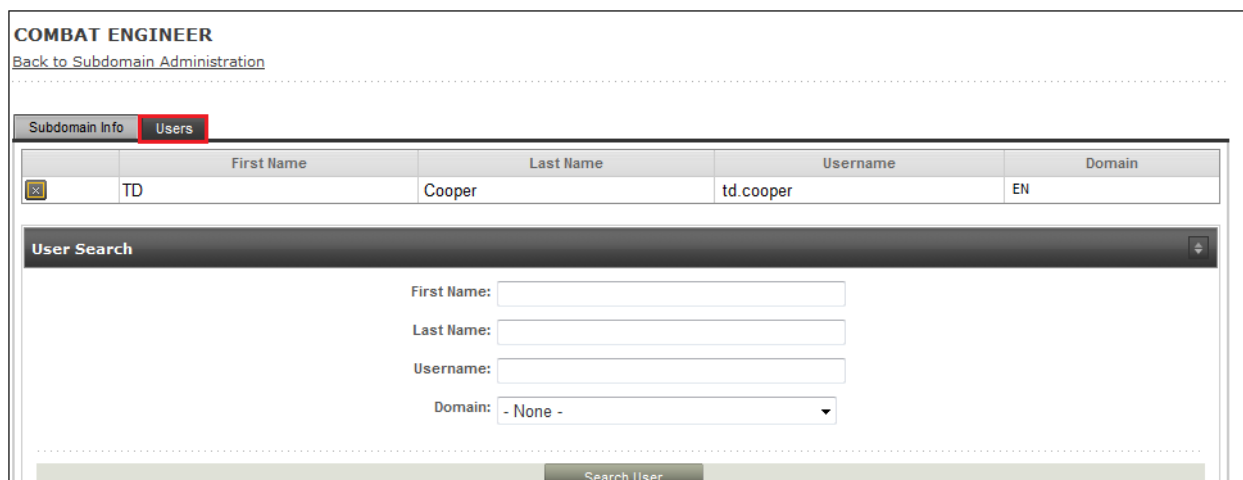 COMBAT ENGINEER
Back to Subdomain Administration
Subdomain Info Users
First Name Last Name Username Domain
TD Cooper td.cooper EN
User Search
First Name:
Last Name:
Username:
Domain: - None -
Search User